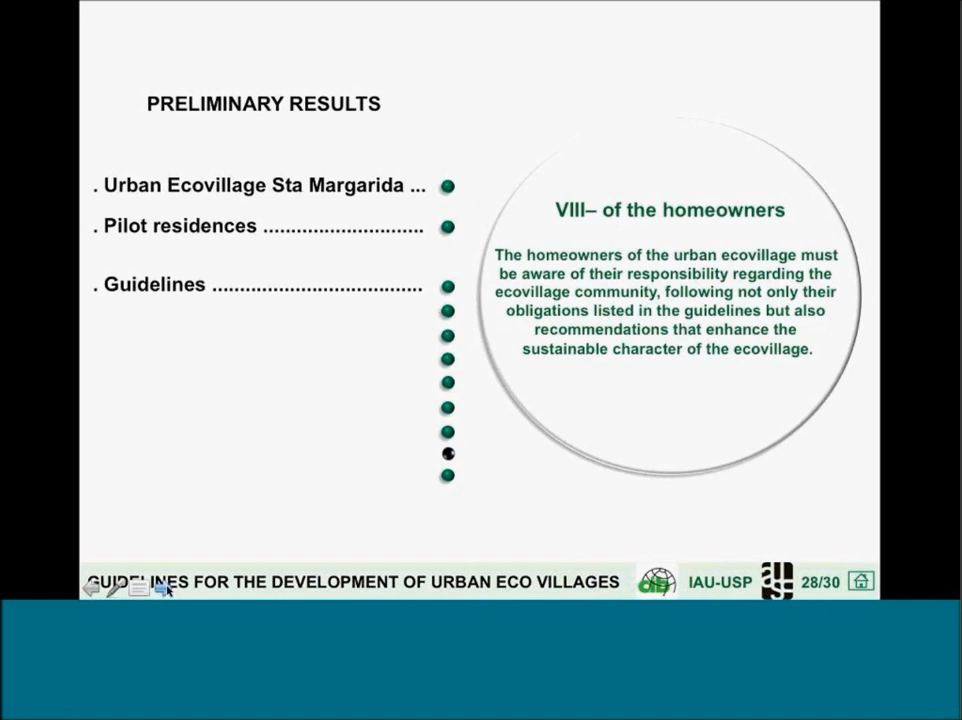 PRELIMINARY RESULTS
. Urban Ecovillage Sta Margarida ...
. Pilot residences .............................
. Guidelines ......................................
VIII– of the homeowners
The homeowners of the urban ecovillage must
be aware of their responsibility regarding the
ecovillage community, following not only their
obligations listed in the guidelines but also
recommendations that enhance the
sustainable character of the ecovillage.
GUIDELINES FOR THE DEVELOPMENT OF URBAN ECO VILLAGES
IAU-USP
28/30